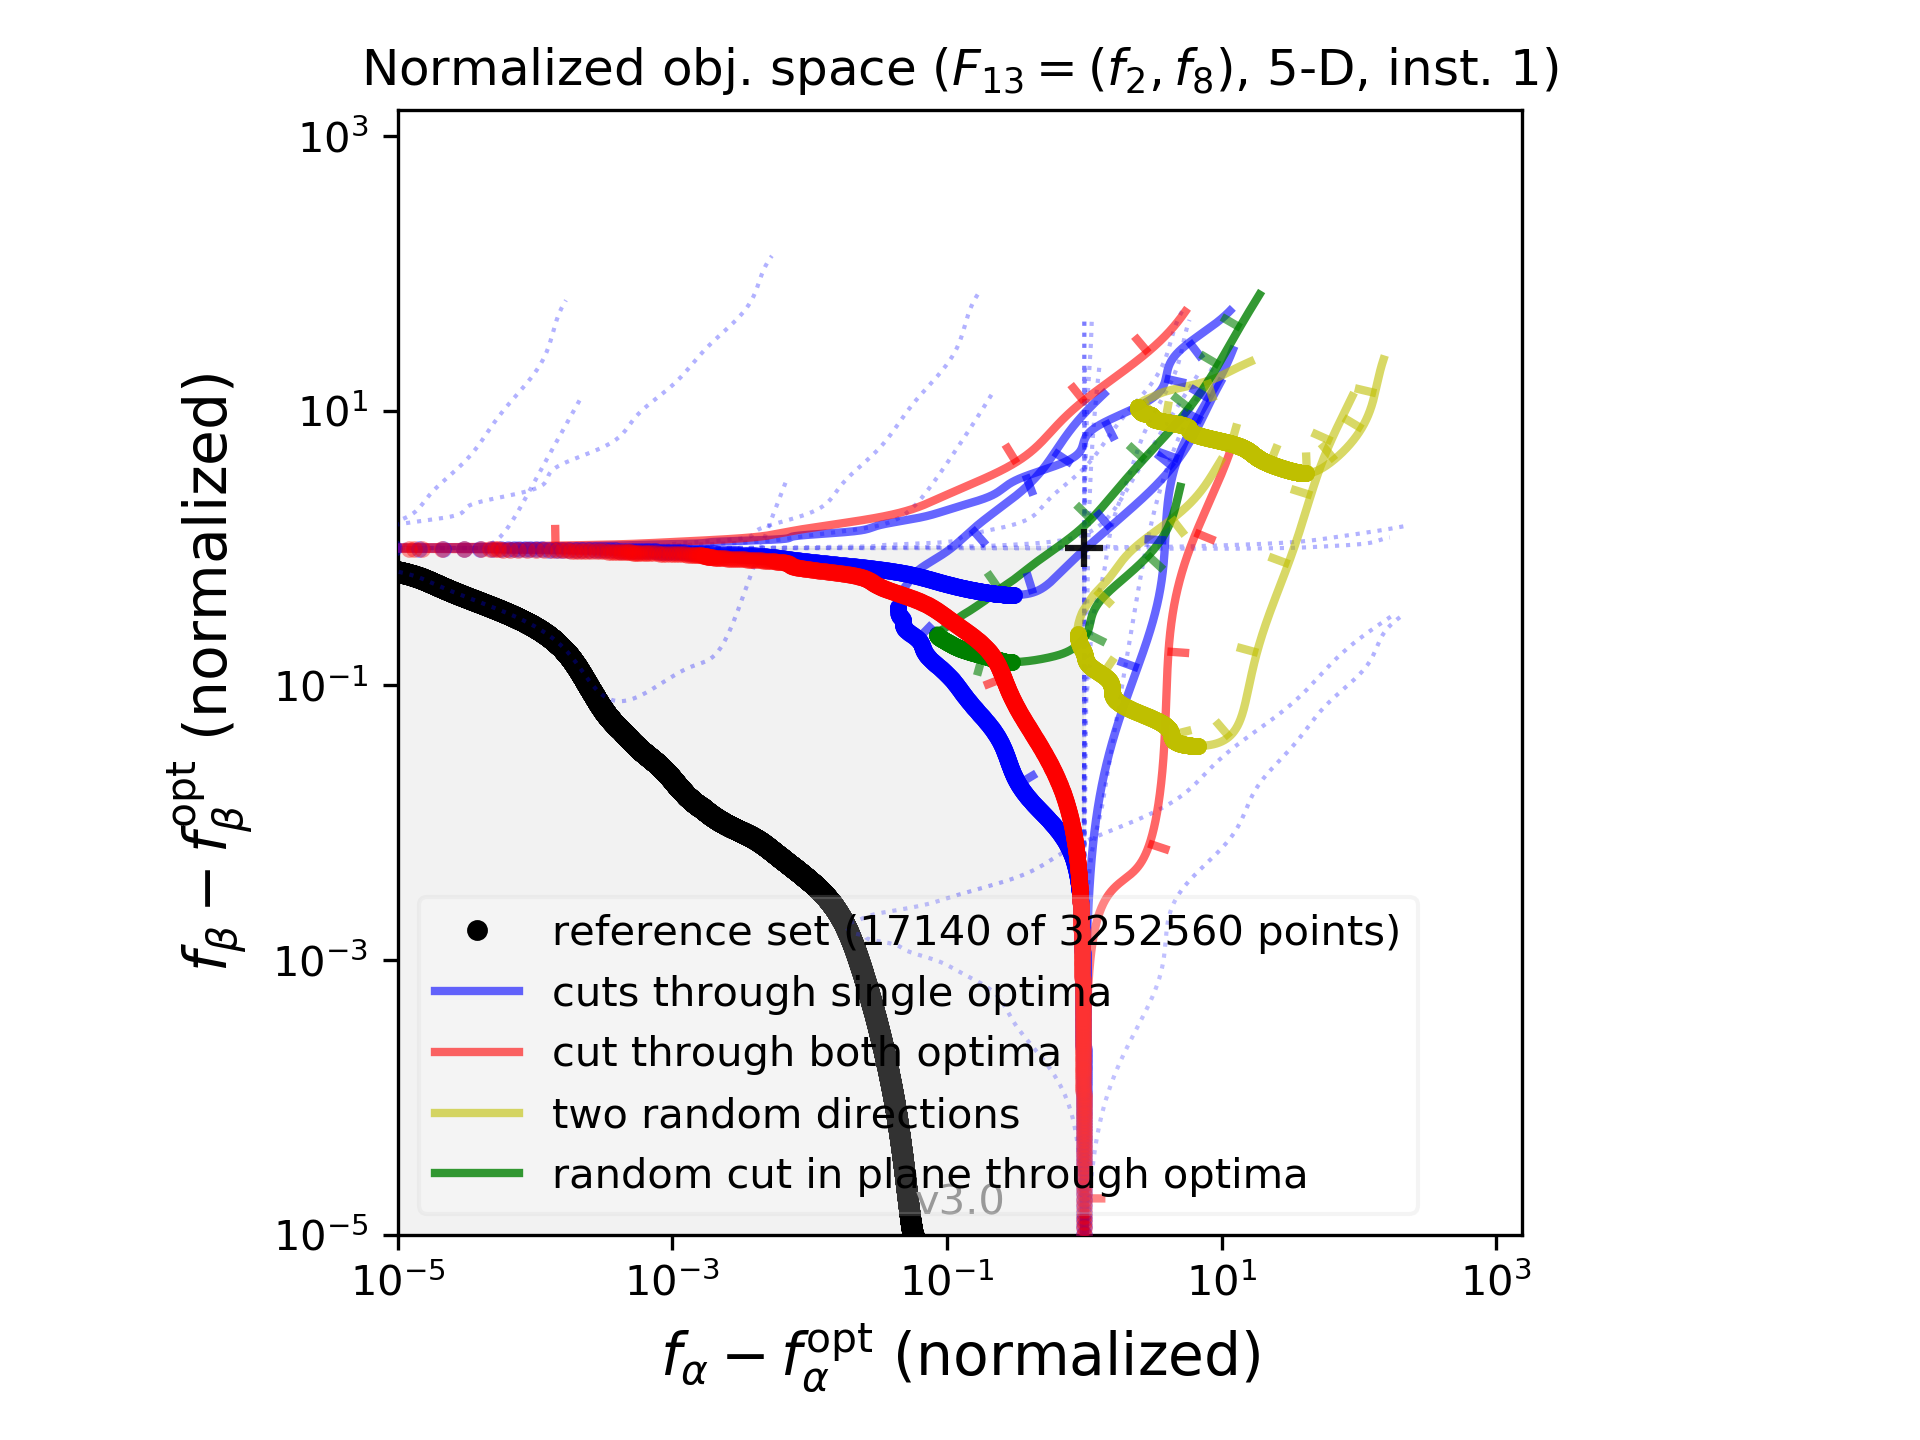 Normalized obj. space (F₁₃ = (f₂, f₈), 5-D, inst. 1)
10³
10¹
10⁻¹
10⁻³
10⁻⁵
f_β − f_β^opt (normalized)
reference set (17140 of 3252560 points)
cuts through single optima
cut through both optima
two random directions
random cut in plane through optima
v3.0
10⁻⁵
10⁻³
10⁻¹
10¹
10³
f_α − f_α^opt (normalized)